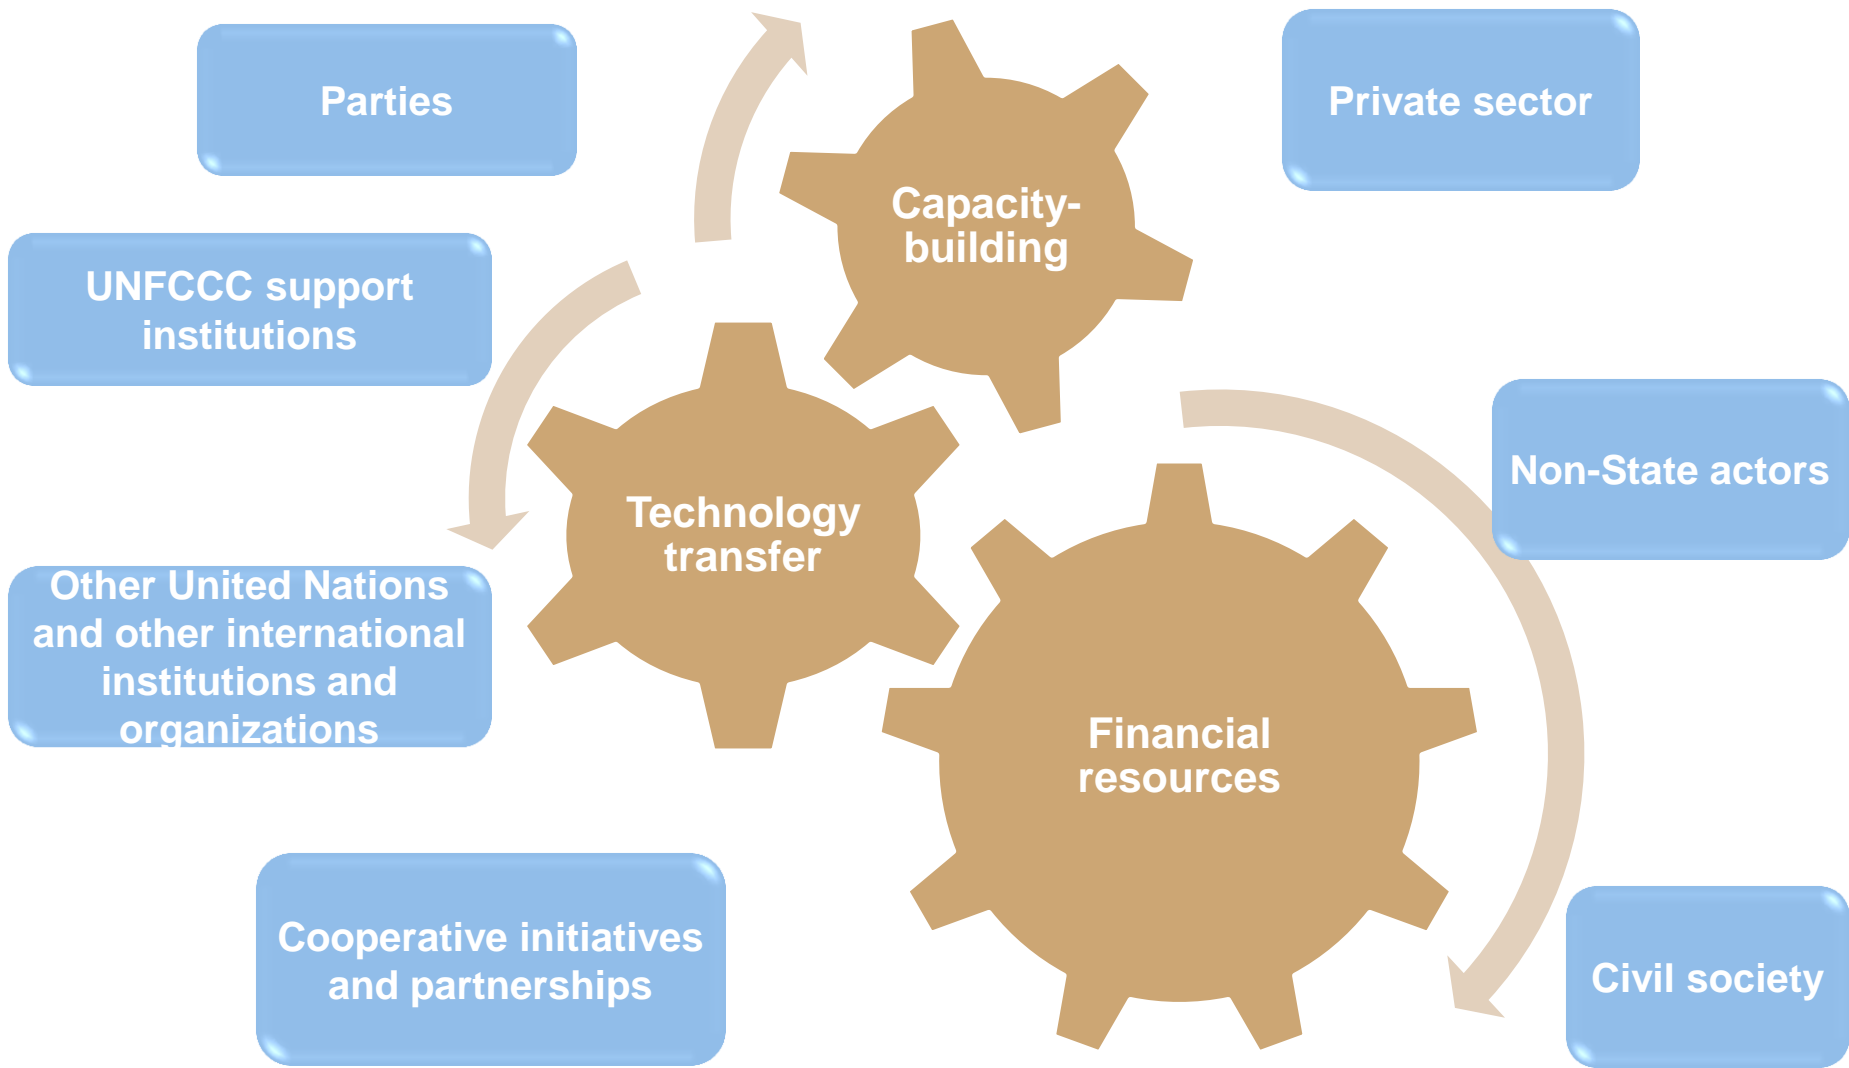 Parties
Private sector
Capacity-
building
UNFCCC support
institutions
Non-State actors
Technology
transfer
Other United Nations
and other international
institutions and
organizations
Financial
resources
Cooperative initiatives
and partnerships
Civil society